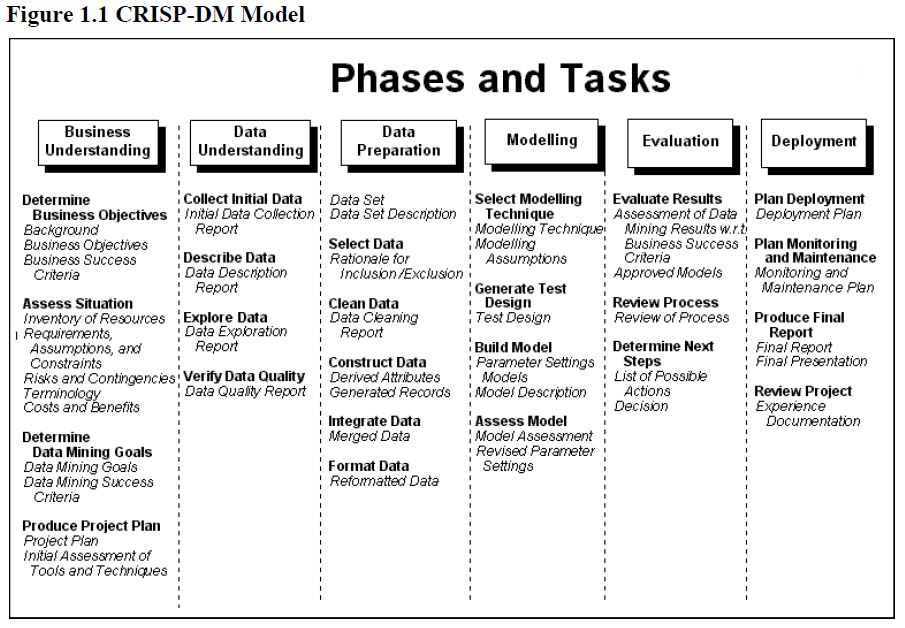 Figure 1.1 CRISP-DM Model
Phases and Tasks
Business
Understanding
Determine
Business Objectives
Background
Business Objectives
Business Success
Criteria
Assess Situation
Inventory of Resources
Requirements,
Assumptions, and
Constraints
Risks and Contingencies
Terminology
Costs and Benefits
Determine
Data Mining Goals
Data Mining Goals
Data Mining Success
Criteria
Produce Project Plan
Project Plan
Initial Assessment of
Tools and Techniques
Data
Understanding
Collect Initial Data
Initial Data Collection
Report
Describe Data
Data Description
Report
Explore Data
Data Exploration
Report
Verify Data Quality
Data Quality Report
Data
Preparation
Data Set
Data Set Description
Select Data
Rationale for
Inclusion/Exclusion
Clean Data
Data Cleaning
Report
Construct Data
Derived Attributes
Generated Records
Integrate Data
Merged Data
Format Data
Reformatted Data
Modelling
Select Modelling
Technique
Modelling Technique
Modelling
Assumptions
Generate Test
Design
Test Design
Build Model
Parameter Settings
Models
Model Description
Assess Model
Model Assessment
Revised Parameter
Settings
Evaluation
Evaluate Results
Assessment of Data
Mining Results w.r.t
Business Success
Criteria
Approved Models
Review Process
Review of Process
Determine Next
Steps
List of Possible
Actions
Decision
Deployment
Plan Deployment
Deployment Plan
Plan Monitoring
and Maintenance
Monitoring and
Maintenance Plan
Produce Final
Report
Final Report
Final Presentation
Review Project
Experience
Documentation